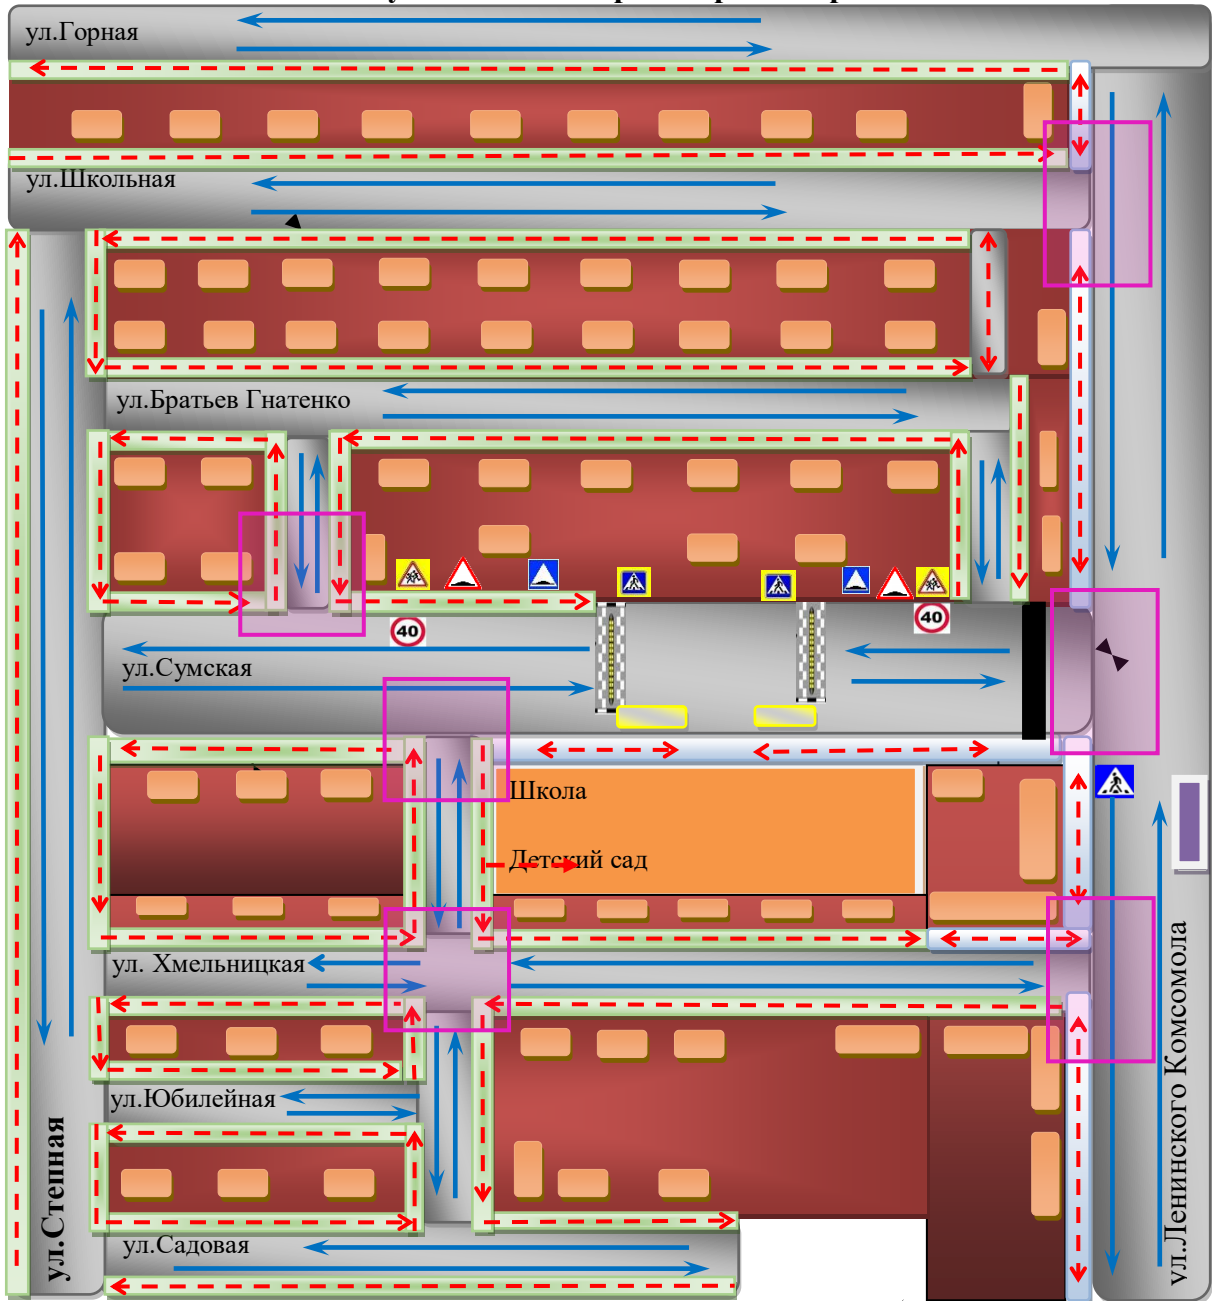 ул.Горная
ул.Школьная
ул.Братьев Гнатенко
40
40
ул.Сумская
Школа
Детский сад
ул. Хмельницкая
ул.Юбилейная
ул.Садовая
ул.Степная
ул.Ленинского Комсомола